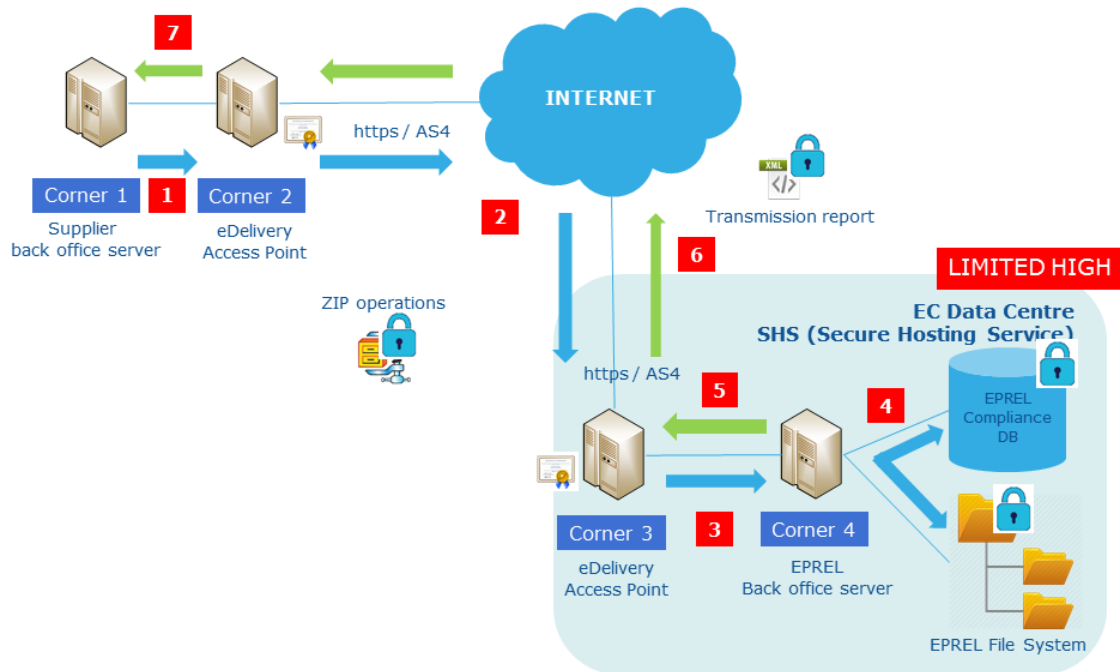 7
INTERNET
https / AS4
XML
Transmission report
Corner 1
1
Corner 2
2
Supplier
back office server
eDelivery
Access Point
6
LIMITED HIGH
ZIP operations
EC Data Centre
SHS (Secure Hosting Service)
https / AS4
5
4
EPREL
Compliance
DB
Corner 3
3
Corner 4
eDelivery
Access Point
EPREL
Back office server
EPREL File System